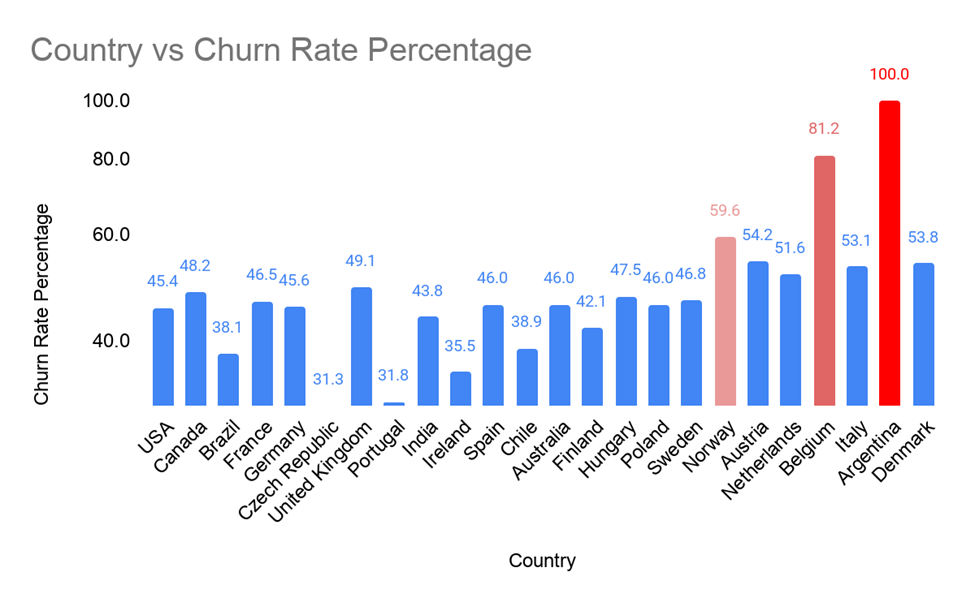 Country vs Churn Rate Percentage
Churn Rate Percentage
100.0
80.0
60.0
40.0
45.4
48.2
38.1
46.5
45.6
31.3
49.1
31.8
43.8
35.5
46.0
38.9
46.0
42.1
47.5
46.0
46.8
59.6
54.2
51.6
81.2
53.1
100.0
53.8
USA
Canada
Brazil
France
Germany
Czech Republic
United Kingdom
Portugal
India
Ireland
Spain
Chile
Australia
Finland
Hungary
Poland
Sweden
Norway
Austria
Netherlands
Belgium
Italy
Argentina
Denmark
Country